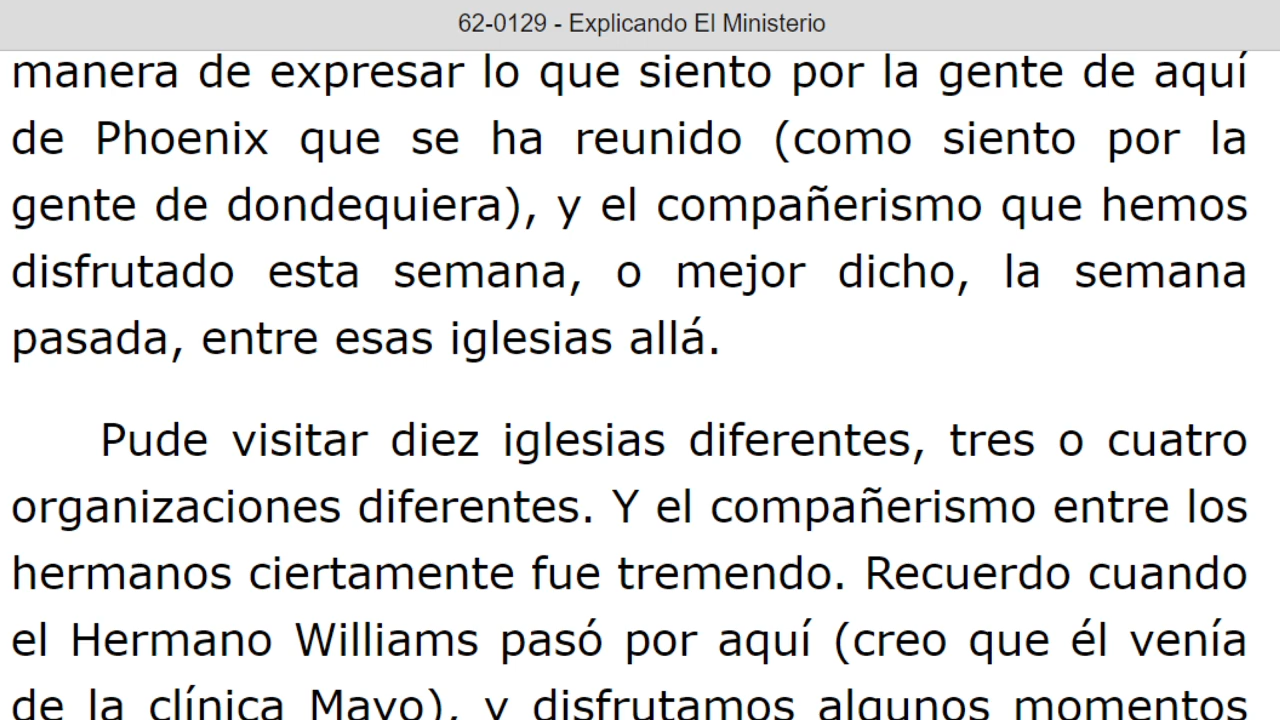 62-0129 - Explicando El Ministerio
manera de expresar lo que siento por la gente de aquí
de Phoenix que se ha reunido (como siento por la
gente de dondequiera), y el compañerismo que hemos
disfrutado esta semana, o mejor dicho, la semana
pasada, entre esas iglesias allá.
Pude visitar diez iglesias diferentes, tres o cuatro
organizaciones diferentes. Y el compañerismo entre los
hermanos ciertamente fue tremendo. Recuerdo cuando
el Hermano Williams pasó por aquí (creo que él venía
de la clínica Mayo), y disfrutamos algunos momentos